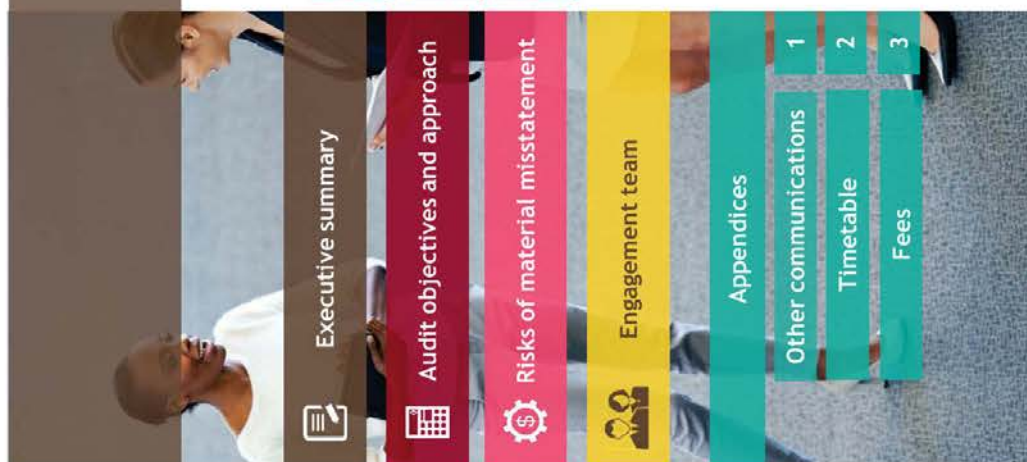 Executive summary
Audit objectives and approach
Risks of material misstatement
Engagement team
Appendices
Other communications 1
Timetable 2
Fees 3